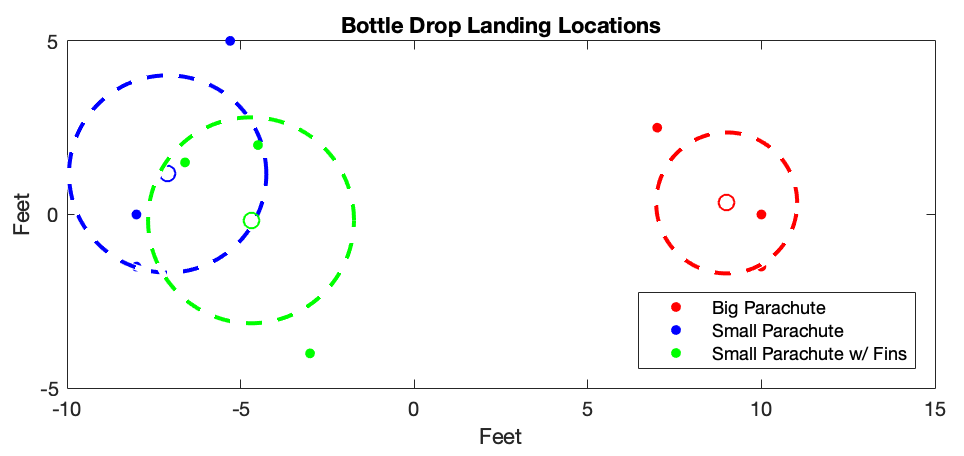 Bottle Drop Landing Locations
5
0
-5
Feet
-10
-5
0
5
10
15
Feet
Big Parachute
Small Parachute
Small Parachute w/ Fins